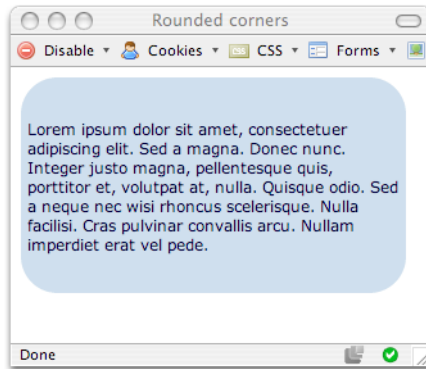 Rounded corners
Disable Cookies CSS Forms
Lorem ipsum dolor sit amet, consectetuer
adipiscing elit. Sed a magna. Donec nunc.
Integer justo magna, pellentesque quis,
porttitor et, volutpat at, nulla. Quisque odio. Sed
a neque nec wisi rhoncus scelerisque. Nulla
facilisi. Cras pulvinar convallis arcu. Nullam
imperdiet erat vel pede.
Done